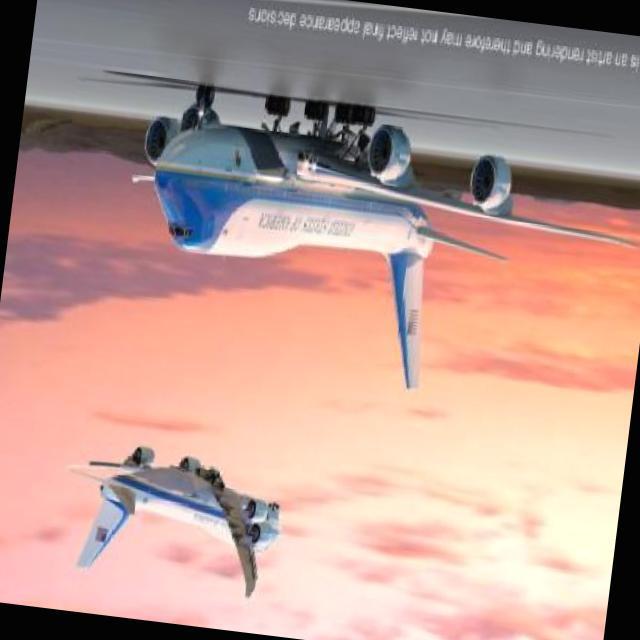 is an artist rendering and therefore may not reflect final appearance decisions
UNITED STATES OF AMERICA